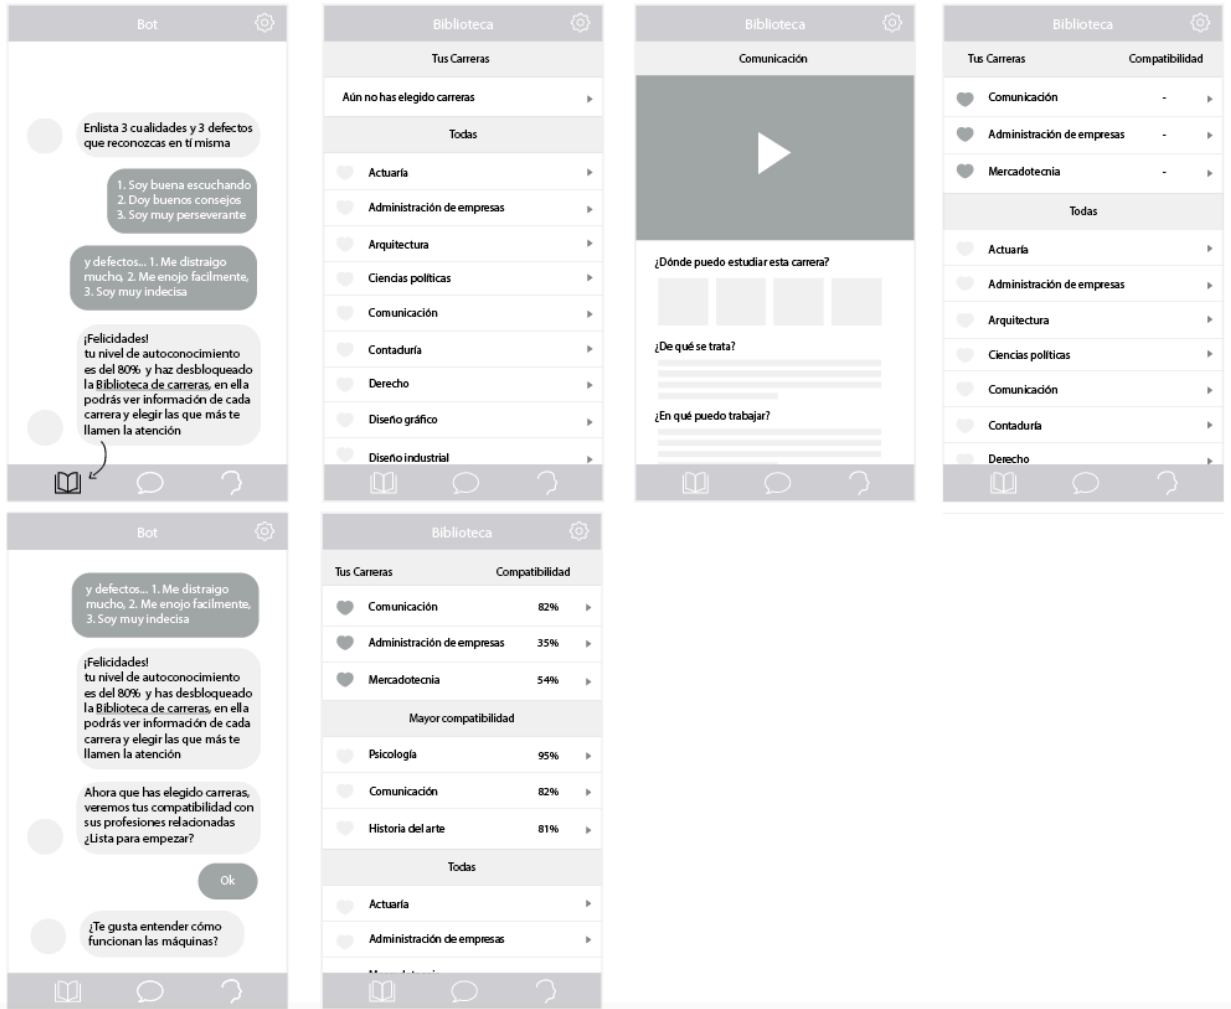 Bot
Enlista 3 cualidades y 3 defectos
que reconozcas en tí misma
1. Soy buena escuchando
2. Doy buenos consejos
3. Soy muy perseverante
y defectos... 1. Me distraigo
mucho, 2. Me enojo facilmente,
3. Soy muy indecisa
¡Felicidades!
tu nivel de autoconocimiento
es del 80% y haz desbloqueado
la Biblioteca de carreras, en ella
podrás ver información de cada
carrera y elegir las que más te
llamen la atención
Biblioteca
Tus Carreras
Aún no has elegido carreras
Todas
Actuaría
Administración de empresas
Arquitectura
Ciencias políticas
Comunicación
Contaduría
Derecho
Diseño gráfico
Diseño industrial
Biblioteca
Comunicación
¿Dónde puedo estudiar esta carrera?
¿De qué se trata?
¿En qué puedo trabajar?
Biblioteca
Tus Carreras Compatibilidad
Comunicación -
Administración de empresas -
Mercadotecnia -
Todas
Actuaría
Administración de empresas
Arquitectura
Ciencias políticas
Comunicación
Contaduría
Derecho
Bot
y defectos... 1. Me distraigo
mucho, 2. Me enojo facilmente,
3. Soy muy indecisa
¡Felicidades!
tu nivel de autoconocimiento
es del 80% y has desbloqueado
la Biblioteca de carreras, en ella
podrás ver información de cada
carrera y elegir las que más te
llamen la atención
Ahora que has elegido carreras,
veremos tus compatibilidad con
sus profesiones relacionadas
¿Lista para empezar?
Ok
¿Te gusta entender cómo
funcionan las máquinas?
Biblioteca
Tus Carreras Compatibilidad
Comunicación 82%
Administración de empresas 35%
Mercadotecnia 54%
Mayor compatibilidad
Psicología 95%
Comunicación 82%
Historia del arte 81%
Todas
Actuaría
Administración de empresas